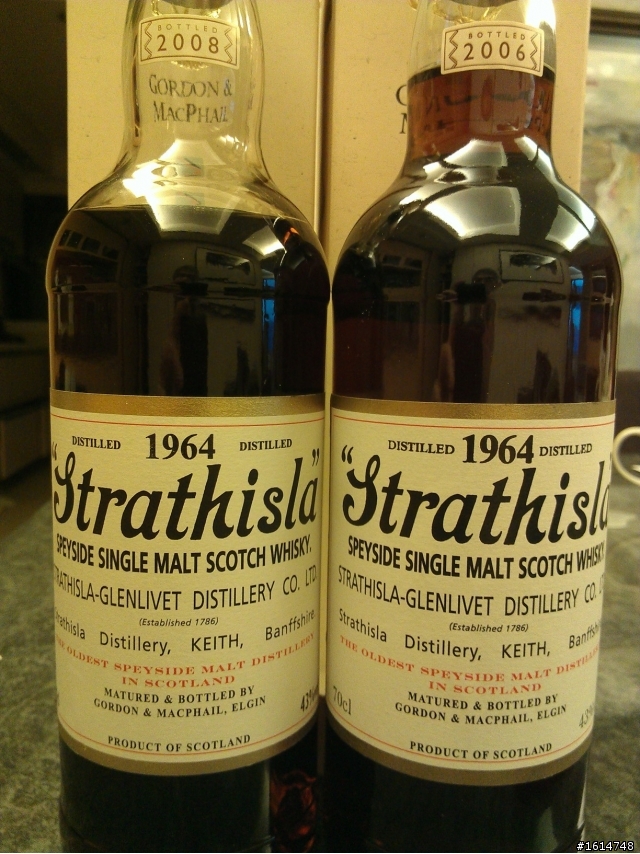 BOTTLED
2008
GORDON &
MACPHAIL
DISTILLED 1964 DISTILLED
"Strathisla"
SPEYSIDE SINGLE MALT SCOTCH WHISKY.
STRATHISLA-GLENLIVET DISTILLERY CO. LTD.
(Established 1786)
Strathisla Distillery, KEITH, Banffshire.
THE OLDEST SPEYSIDE MALT DISTILLERY
IN SCOTLAND
MATURED & BOTTLED BY
GORDON & MACPHAIL, ELGIN
43%
PRODUCT OF SCOTLAND
BOTTLED
2006
DISTILLED 1964 DISTILLED
"Strathisla
SPEYSIDE SINGLE MALT SCOTCH WHISKY
STRATHISLA-GLENLIVET DISTILLERY CO.
(Established 1786)
Strathisla Distillery, KEITH, Banffsh
THE OLDEST SPEYSIDE MALT DISTILLE
IN SCOTLAND
70cl
MATURED & BOTTLED BY
GORDON & MACPHAIL, ELGIN
43%
PRODUCT OF SCOTLAND
#1614748